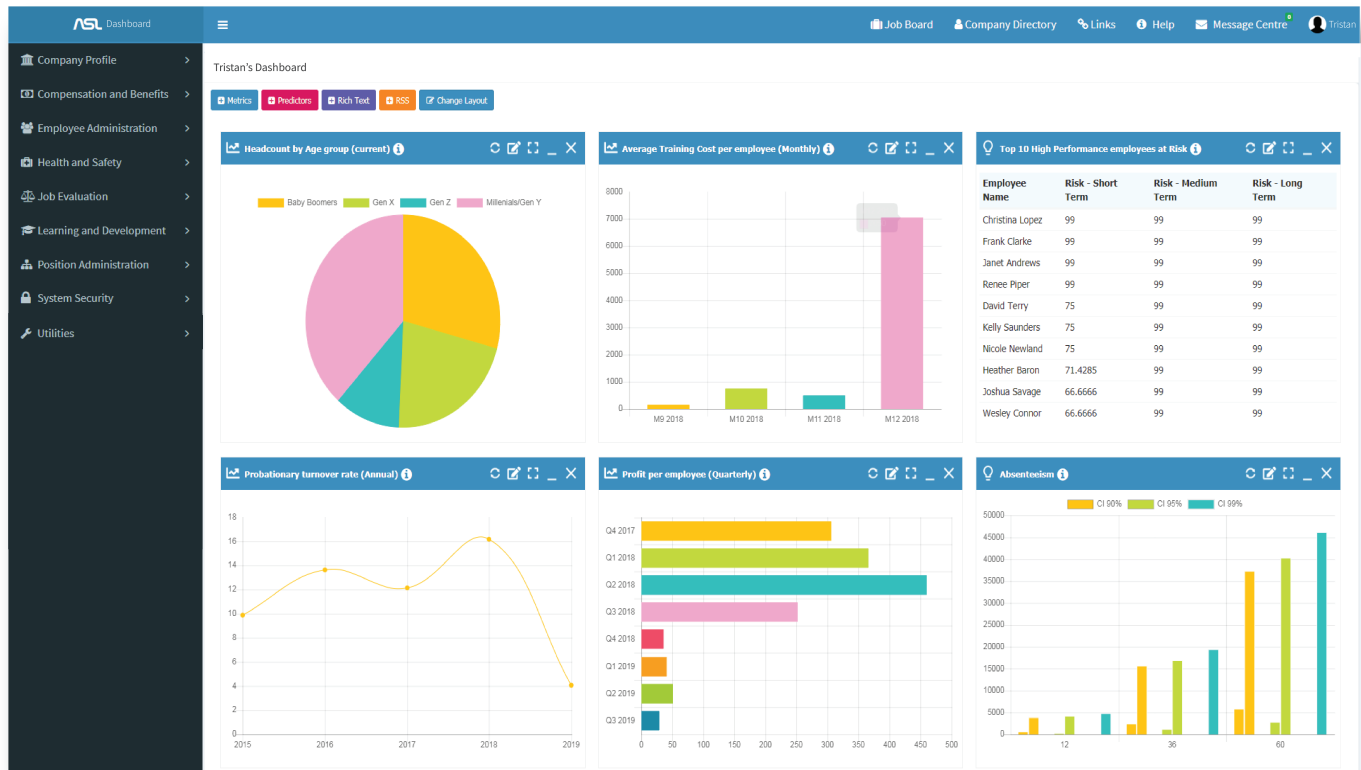 ASL Dashboard
Job Board
Company Directory
Links
Help
Message Centre
Tristan
Company Profile
Compensation and Benefits
Employee Administration
Health and Safety
Job Evaluation
Learning and Development
Position Administration
System Security
Utilities
Tristan's Dashboard
Metrics
Predictors
Rich Text
RSS
Change Layout
Headcount by Age group (current)
Baby Boomers Gen X Gen Z Millenials/Gen Y
Average Training Cost per employee (Monthly)
8000
7000
6000
5000
4000
3000
2000
1000
0
M9 2018 M10 2018 M11 2018 M12 2018
Top 10 High Performance employees at Risk
Employee Name Risk - Short Term Risk - Medium Term Risk - Long Term
Christina Lopez 99 99 99
Frank Clarke 99 99 99
Janet Andrews 99 99 99
Renee Piper 99 99 99
David Terry 75 99 99
Kelly Saunders 75 99 99
Nicole Newland 75 99 99
Heather Baron 71.4285 99 99
Joshua Savage 66.6666 99 99
Wesley Connor 66.6666 99 99
Probationary turnover rate (Annual)
18
16
14
12
10
8
6
4
2
0
2015 2016 2017 2018 2019
Profit per employee (Quarterly)
Q4 2017
Q1 2018
Q2 2018
Q3 2018
Q4 2018
Q1 2019
Q2 2019
Q3 2019
0 50 100 150 200 250 300 350 400 450 500
Absenteeism
CI 90% CI 95% CI 99%
50000
45000
40000
35000
30000
25000
20000
15000
10000
5000
0
12 36 60